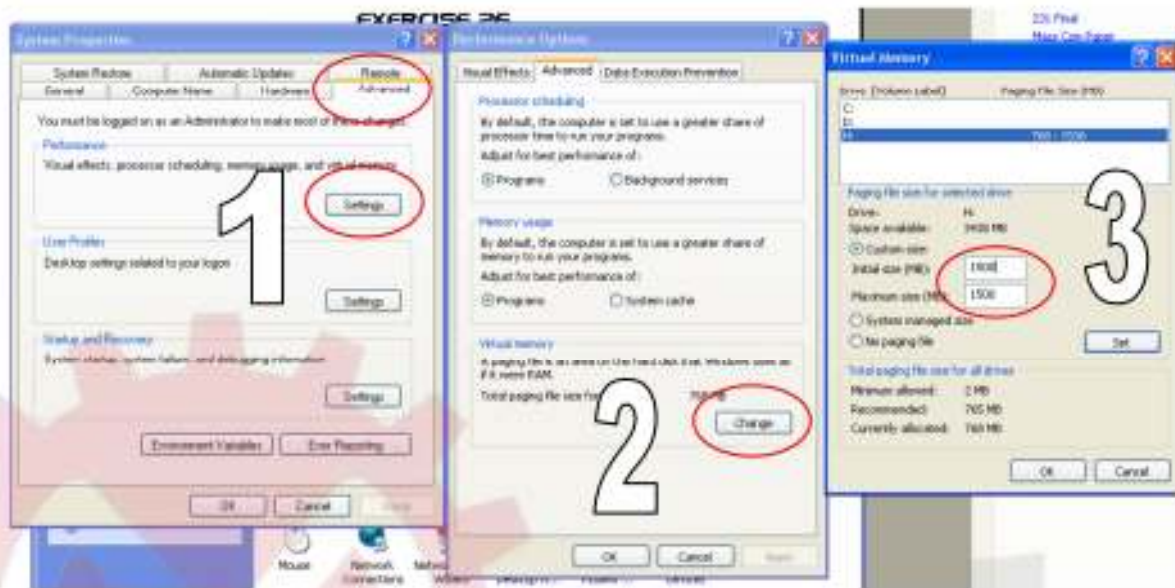 EXERCISE 26
System Properties
System Restore Automatic Updates Remote
General Computer Name Hardware Advanced
You must be logged on as an Administrator to make most of these changes.
Performance
Visual effects, processor scheduling, memory usage, and virtual memory
Settings
1
User Profiles
Desktop settings related to your logon
Settings
Startup and Recovery
System startup, system failure, and debugging information
Settings
Environment Variables Error Reporting
OK Cancel Apply
Performance Options
Visual Effects Advanced Data Execution Prevention
Processor scheduling
By default, the computer is set to use a greater share of
processor time to run your programs.
Adjust for best performance of:
Programs Background services
Memory usage
By default, the computer is set to use a greater share of
memory to run your programs.
Adjust for best performance of:
Programs System cache
Virtual memory
A paging file is an area on the hard disk that Windows uses as
if it were RAM.
Total paging file size for
2
Change
OK Cancel Apply
Virtual Memory
Drive [Volume Label] Paging File Size (MB)
C:
D:
H:
3
Paging file size for selected drive
Drive: H:
Space available: MB
Custom size:
Initial size (MB):
Maximum size (MB): 1500
System managed size
No paging file Set
Total paging file size for all drives
Minimum allowed: 2 MB
Recommended: 765 MB
Currently allocated: 768 MB
OK Cancel
Mouse Network Connections
231 Final
Mass Com Paper